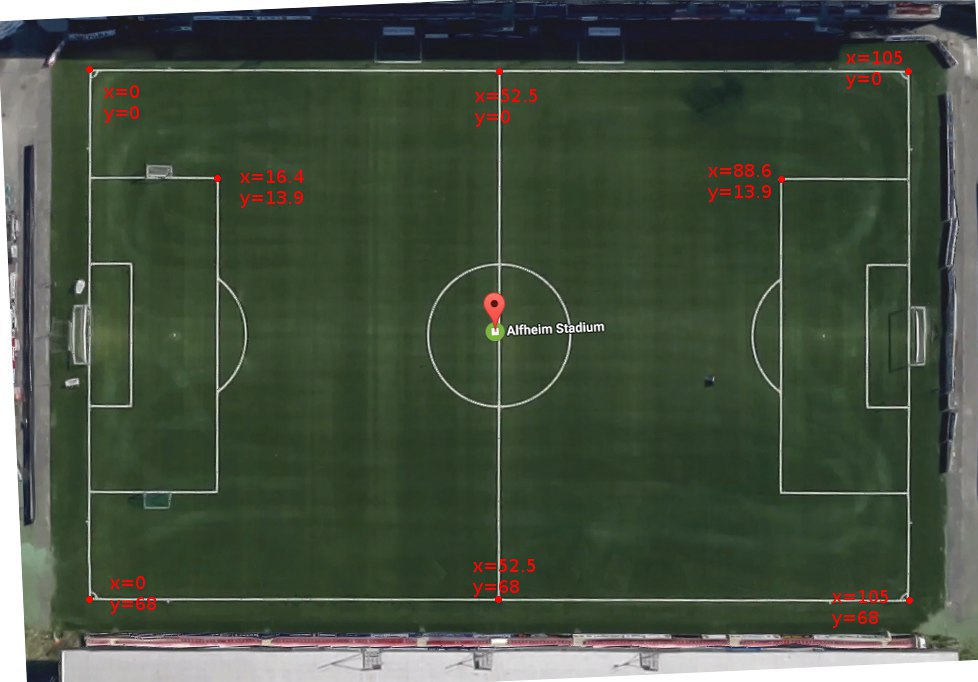 x=0
y=0
x=52.5
y=0
x=105
y=0
x=16.4
y=13.9
x=88.6
y=13.9
Alfheim Stadium
x=0
y=68
x=52.5
y=68
x=105
y=68